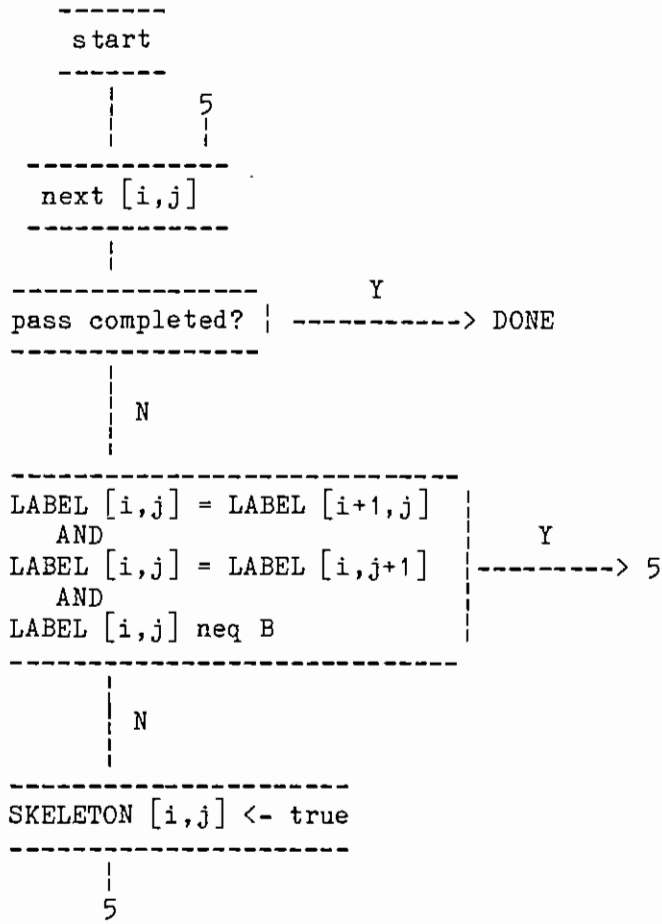 start
5
next [i,j]
Y
pass completed? -----------> DONE
N
LABEL [i,j] = LABEL [i+1,j]
AND
Y
LABEL [i,j] = LABEL [i,j+1] ---------> 5
AND
LABEL [i,j] neq B
N
SKELETON [i,j] <- true
5